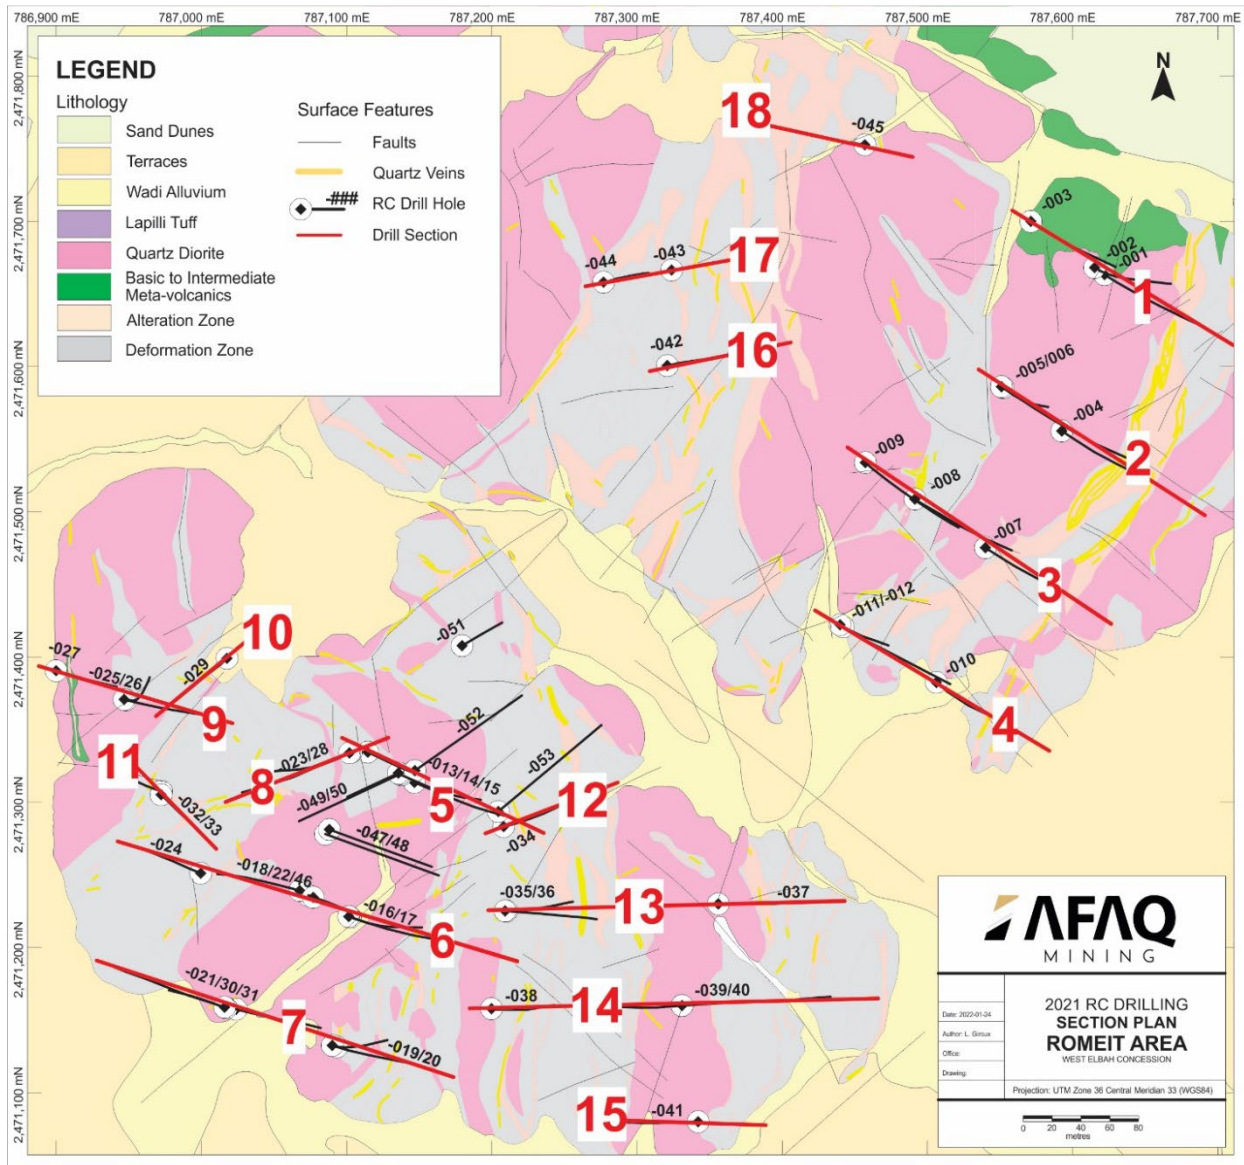 786,900 mE
787,000 mE
787,100 mE
787,200 mE
787,300 mE
787,400 mE
787,500 mE
787,600 mE
787,700 mE
2,471,800 mN
2,471,700 mN
2,471,600 mN
2,471,500 mN
2,471,400 mN
2,471,300 mN
2,471,200 mN
2,471,100 mN
LEGEND
Lithology
Sand Dunes
Terraces
Wadi Alluvium
Lapilli Tuff
Quartz Diorite
Basic to Intermediate
Meta-volcanics
Alteration Zone
Deformation Zone
Surface Features
Faults
Quartz Veins
-###
RC Drill Hole
Drill Section
N
18
-045
-003
-002
-001
1
-044
-043
17
-042
16
-005/006
-004
2
-009
-008
-007
3
-011/-012
-010
4
-051
10
-027
-025/26
-029
9
-052
11
-023/28
8
-013/14/15
-053
5
12
-049/50
-032/33
-034
-047/48
-024
-018/22/46
-016/17
6
-035/36
13
-037
-021/30/31
7
-019/20
-038
14
-039/40
15
-041
AFAQ
MINING
Date: 2022-01-24
Author: L. Giroux
Office:
Drawing:
2021 RC DRILLING
SECTION PLAN
ROMEIT AREA
WEST ELBAH CONCESSION
Projection: UTM Zone 36 Central Meridian 33 (WGS84)
0 20 40 60 80
metres